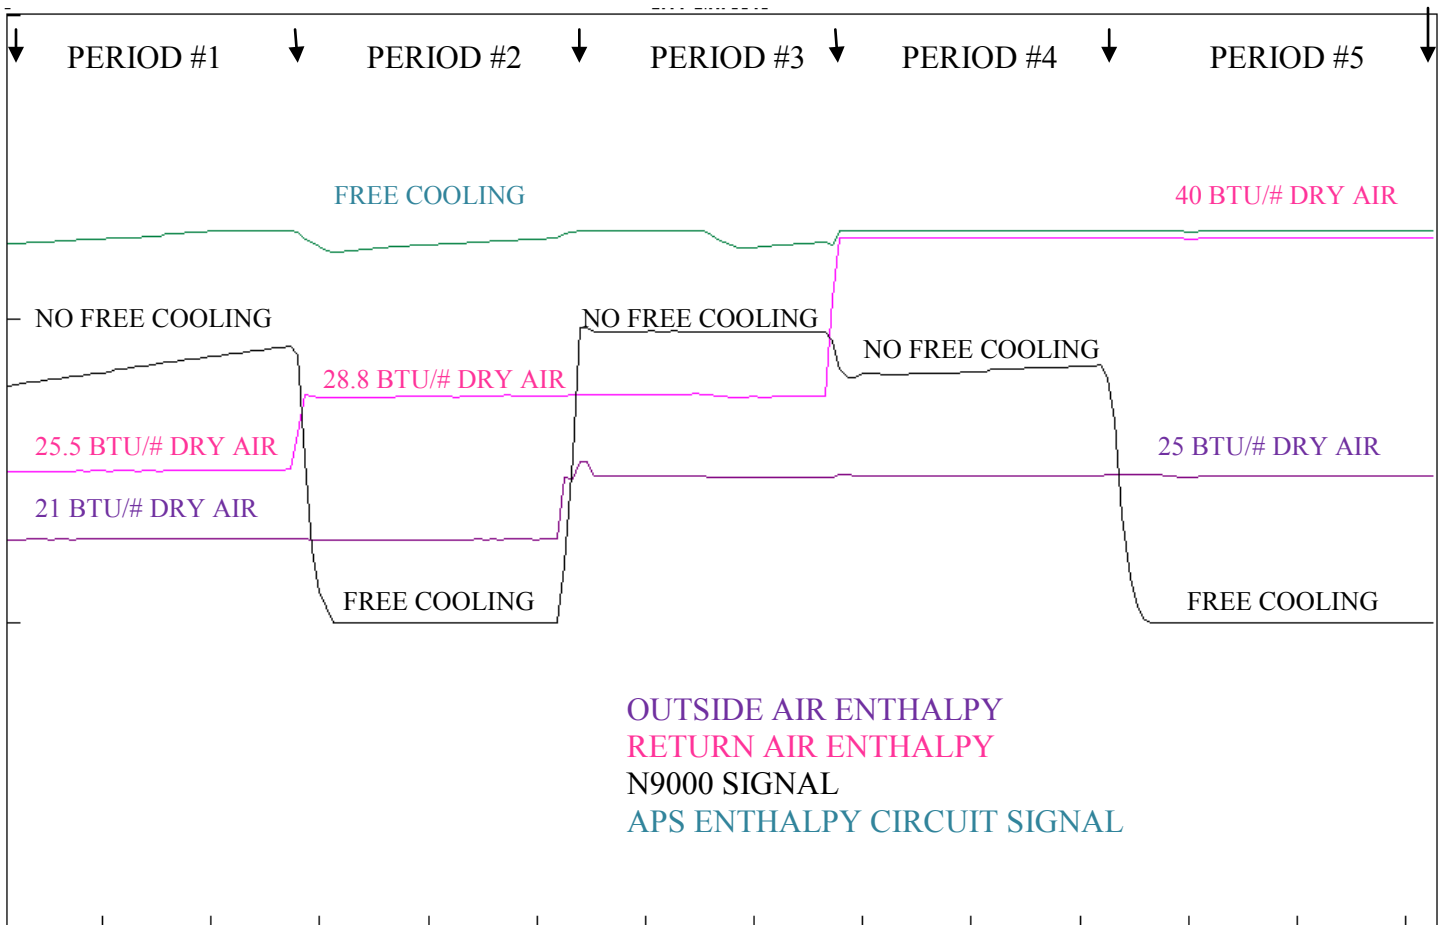 PERIOD #1 PERIOD #2 PERIOD #3 PERIOD #4 PERIOD #5
FREE COOLING 40 BTU/# DRY AIR
NO FREE COOLING NO FREE COOLING NO FREE COOLING
28.8 BTU/# DRY AIR
25.5 BTU/# DRY AIR 25 BTU/# DRY AIR
21 BTU/# DRY AIR
FREE COOLING FREE COOLING
OUTSIDE AIR ENTHALPY
RETURN AIR ENTHALPY
N9000 SIGNAL
APS ENTHALPY CIRCUIT SIGNAL